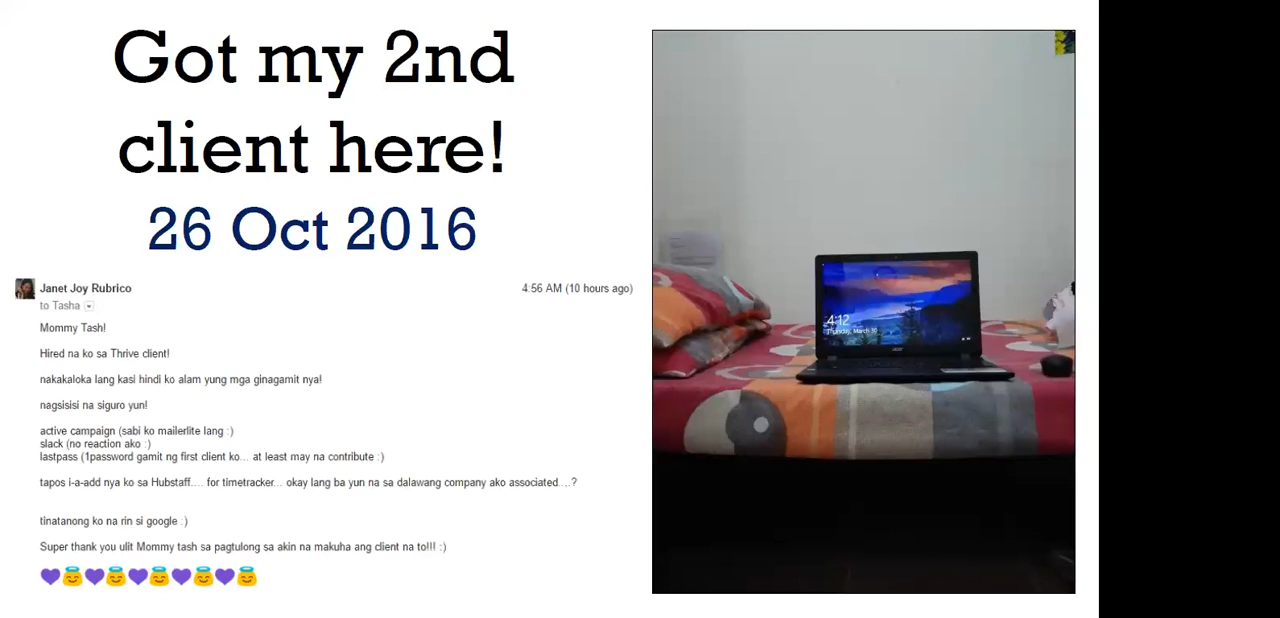 Got my 2nd
client here!
26 Oct 2016
Janet Joy Rubrico
4:56 AM (10 hours ago)
to Tasha
Mommy Tash!
Hired na ko sa Thrive client!
nakakaloka lang kasi hindi ko alam yung mga ginagamit nya!
nagsisisi na siguro yun!
active campaign (sabi ko mailerlite lang :)
slack (no reaction ako :)
lastpass (1password gamit ng first client ko... at least may na contribute :)
tapos i-a-add nya ko sa Hubstaff.... for timetracker... okay lang ba yun na sa dalawang company ako associated....?
tinatanong ko na rin si google :)
Super thank you ulit Mommy tash sa pagtulong sa akin na makuha ang client na to!!! :)
4:12
Thursday, March 30
acer